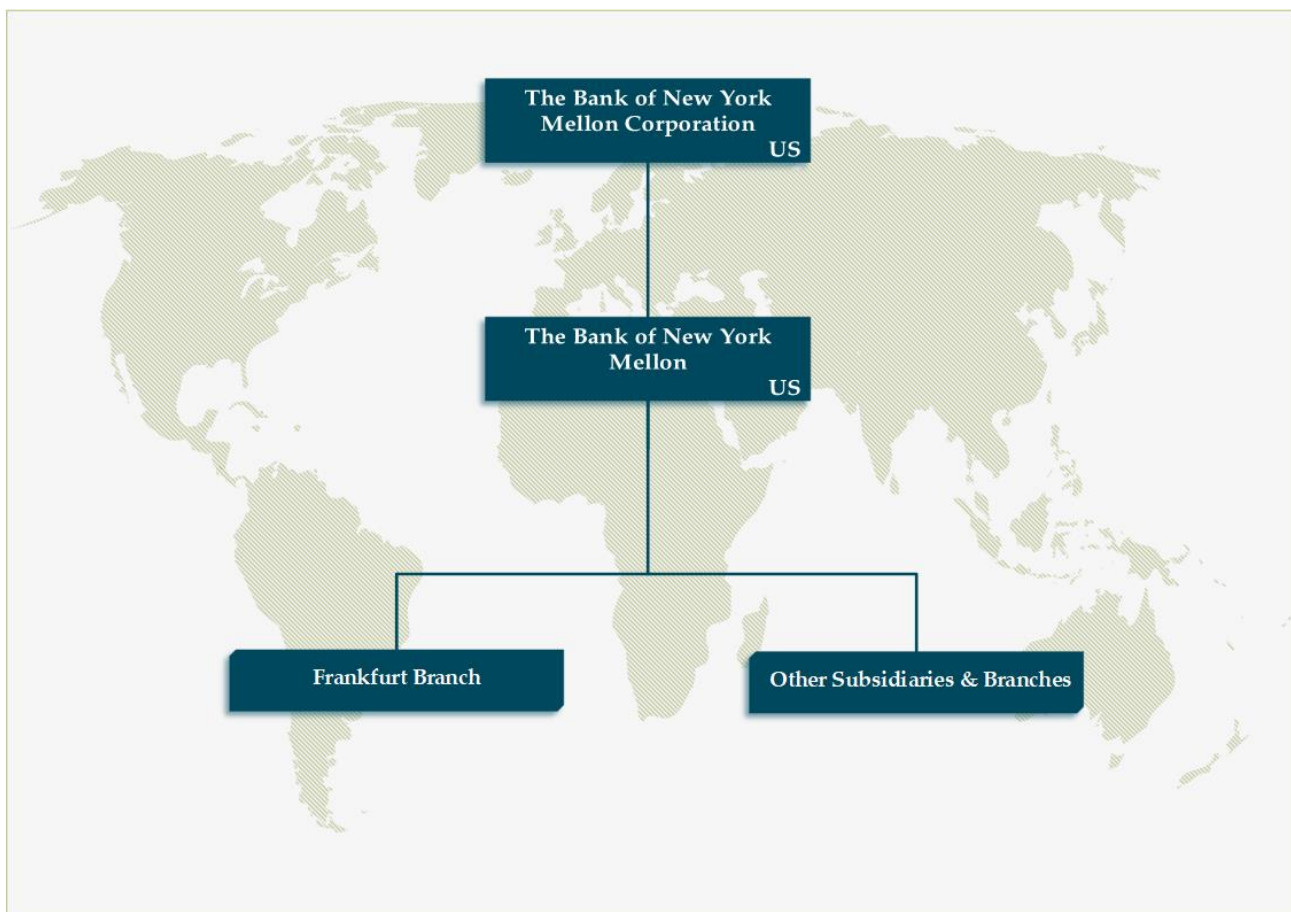 The Bank of New York
Mellon Corporation
US
The Bank of New York
Mellon
US
Frankfurt Branch
Other Subsidiaries & Branches